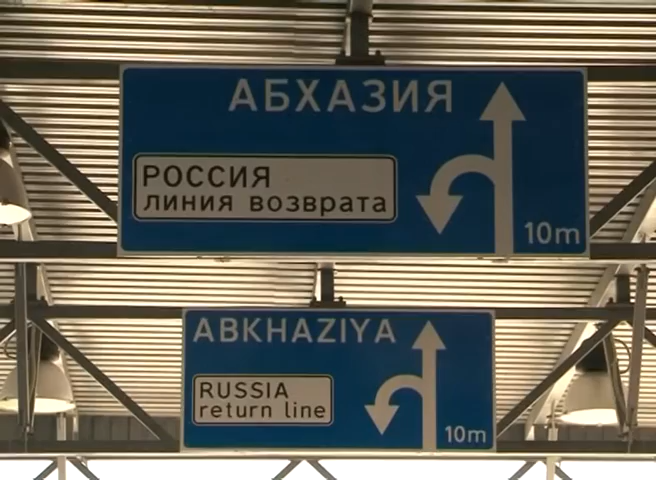 АБХАЗИЯ
РОССИЯ
линия возврата
10m
ABKHAZIYA
RUSSIA
return line
10m